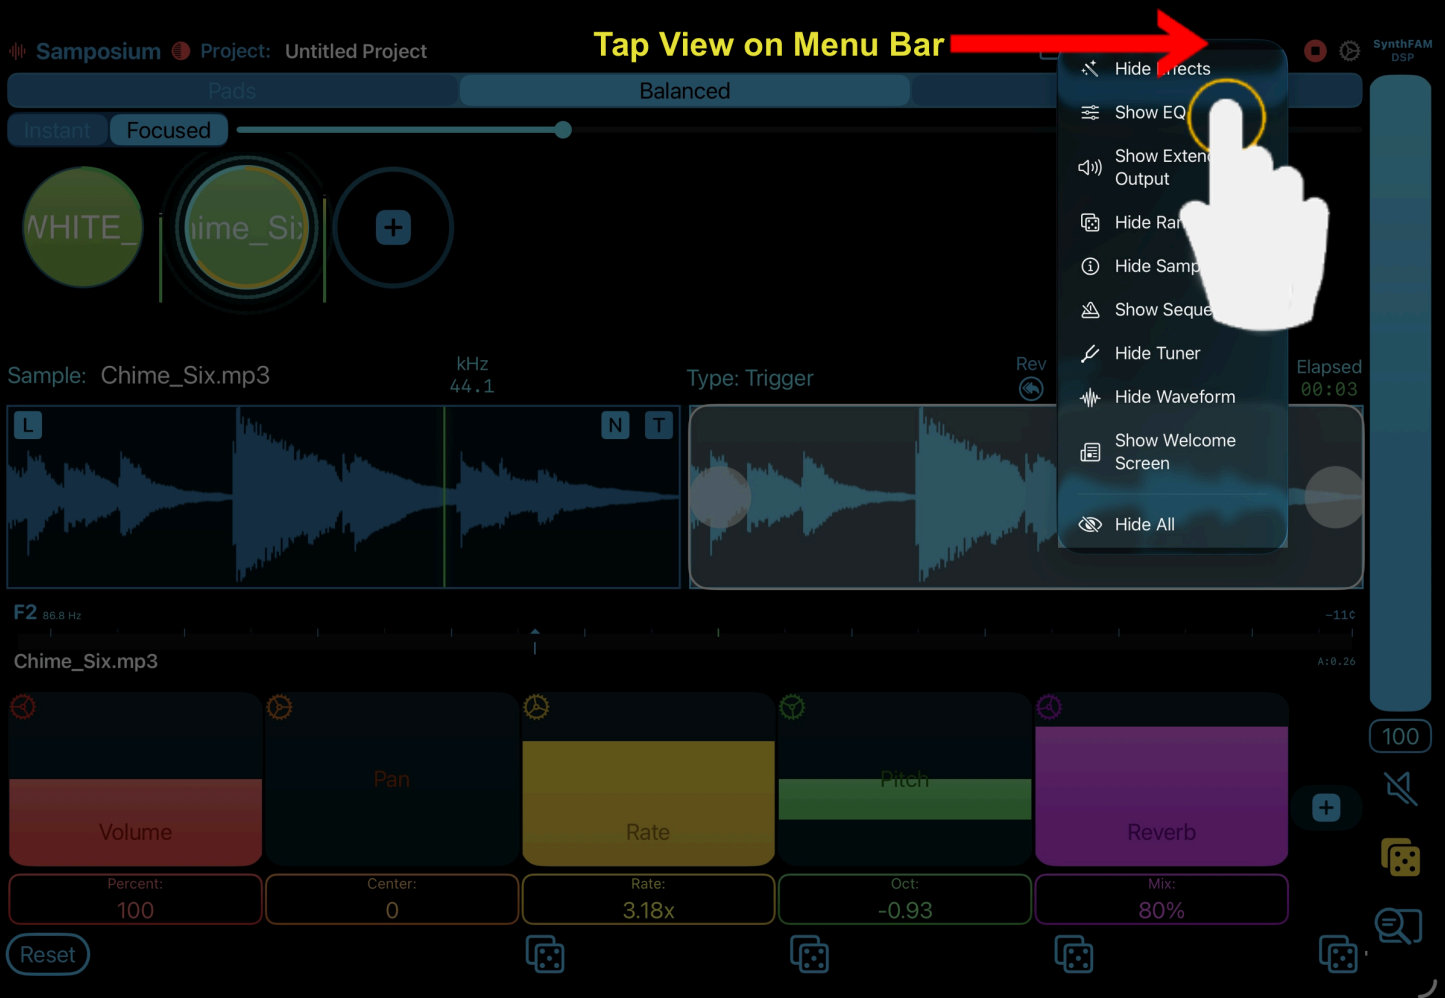 Tap View on Menu Bar
Samposium Project: Untitled Project
SynthFAM
DSP
Pads
Balanced
Instant
Focused
WHITE_
Hide Effects
Show EQ
Show Exten
Output
Hide Ran
Hide Samp
Show Seque
Hide Tuner
Hide Waveform
Show Welcome
Screen
Hide All
Sample: Chime_Six.mp3
kHz
44.1
Type: Trigger
Rev
Elapsed
00:03
L
N
T
F2 86.8 Hz
-11¢
Chime_Six.mp3
A:0.26
Volume
Pan
Rate
Pitch
Reverb
100
Percent:
100
Center:
0
Rate:
3.18x
Oct:
-0.93
Mix:
80%
Reset